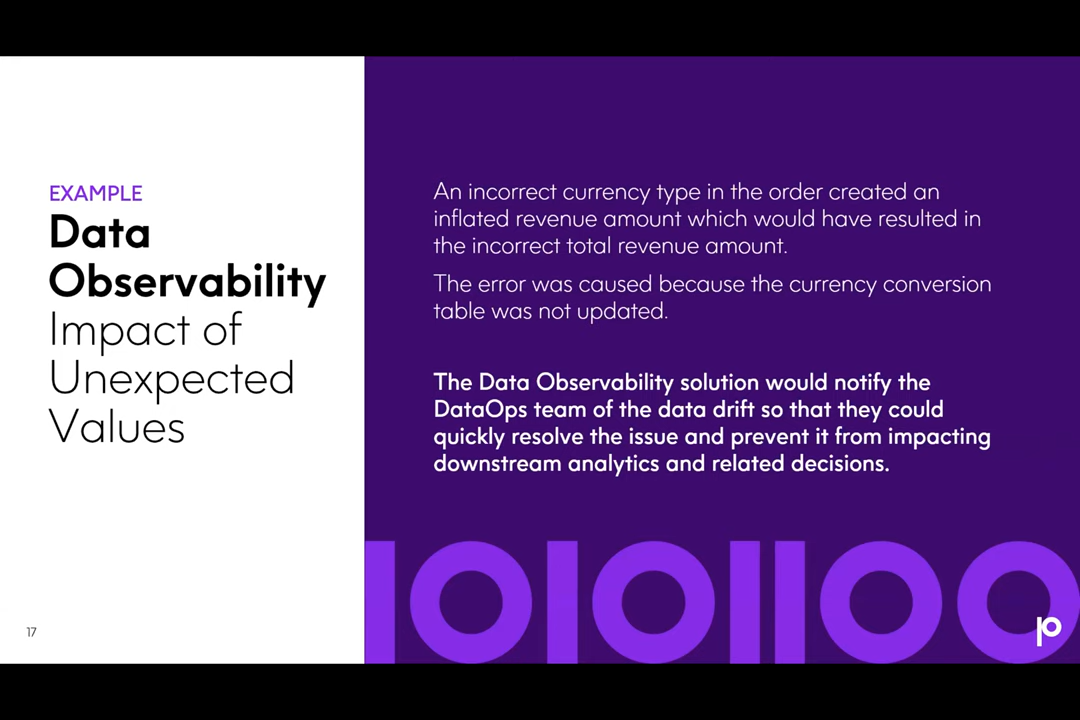 EXAMPLE
Data
Observability
Impact of
Unexpected
Values
An incorrect currency type in the order created an
inflated revenue amount which would have resulted in
the incorrect total revenue amount.
The error was caused because the currency conversion
table was not updated.
The Data Observability solution would notify the
DataOps team of the data drift so that they could
quickly resolve the issue and prevent it from impacting
downstream analytics and related decisions.
10101100
17
p